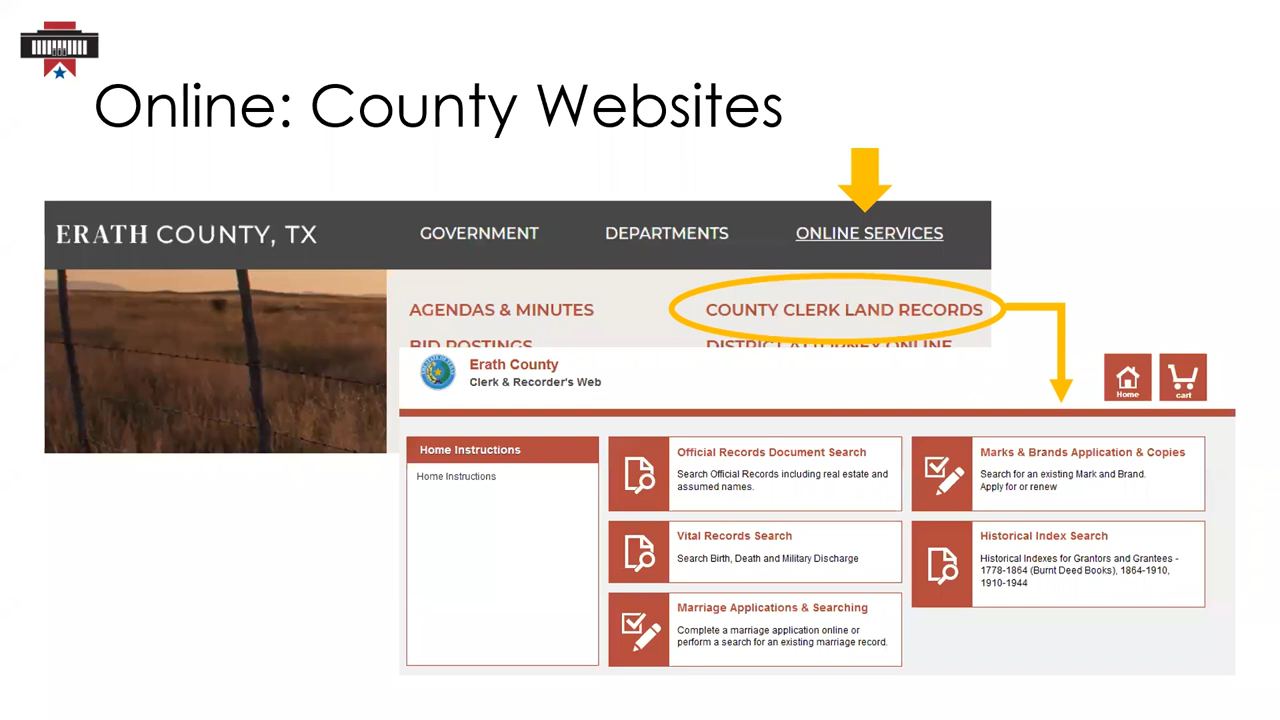 Online: County Websites
ERATH COUNTY, TX
GOVERNMENT
DEPARTMENTS
ONLINE SERVICES
AGENDAS & MINUTES
COUNTY CLERK LAND RECORDS
BID POSTINGS
DISTRICT ATTORNEY ONLINE
Erath County
Clerk & Recorder's Web
Home
cart
Home Instructions
Home Instructions
Official Records Document Search
Search Official Records including real estate and
assumed names.
Vital Records Search
Search Birth, Death and Military Discharge
Marriage Applications & Searching
Complete a marriage application online or
perform a search for an existing marriage record.
Marks & Brands Application & Copies
Search for an existing Mark and Brand.
Apply for or renew
Historical Index Search
Historical Indexes for Grantors and Grantees -
1778-1864 (Burnt Deed Books), 1864-1910,
1910-1944